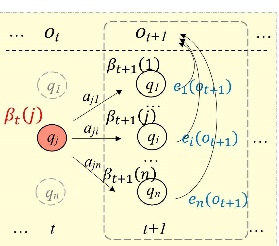 ... o_t o_{t+1} ...
β_{t+1}(1)
q_1 q_1 e_1(o_{t+1})
a_{j1}
β_t(j) β_{t+1}(j) ...
q_j a_{ji} q_i e_i(o_{t+1})
a_{jn} ...
β_{t+1}(n)
q_n q_n e_n(o_{t+1})
... t t+1 ...